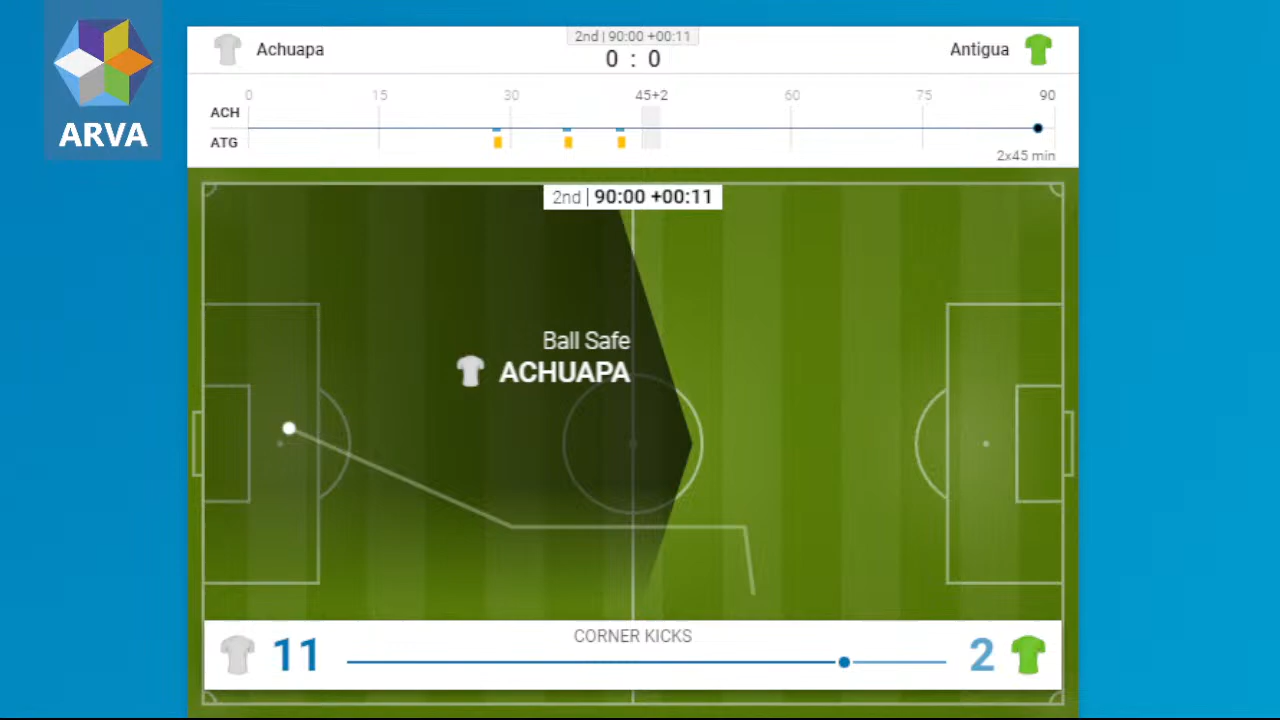 ARVA
Achuapa
2nd | 90:00 +00:11
0 : 0
Antigua
0 15 30 45+2 60 75 90
ACH
ATG
2x45 min
2nd | 90:00 +00:11
Ball Safe
ACHUAPA
CORNER KICKS
11 2